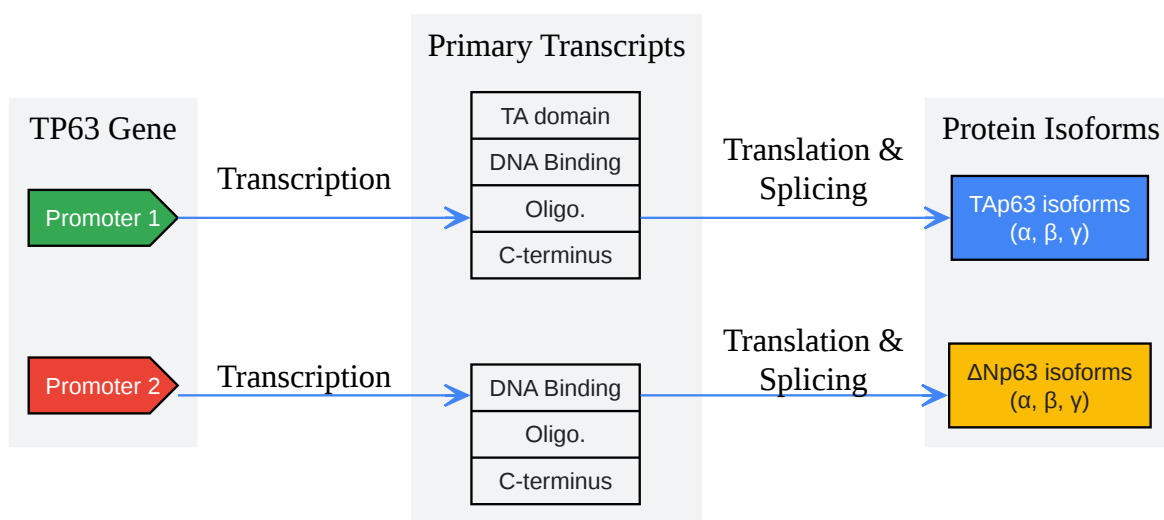 Primary Transcripts
TP63 Gene
Protein Isoforms
Promoter 1
Transcription
TA domain
DNA Binding
Oligo.
C-terminus
Translation &
Splicing
TAp63 isoforms
(α, β, γ)
Promoter 2
Transcription
DNA Binding
Oligo.
C-terminus
Translation &
Splicing
ΔNp63 isoforms
(α, β, γ)